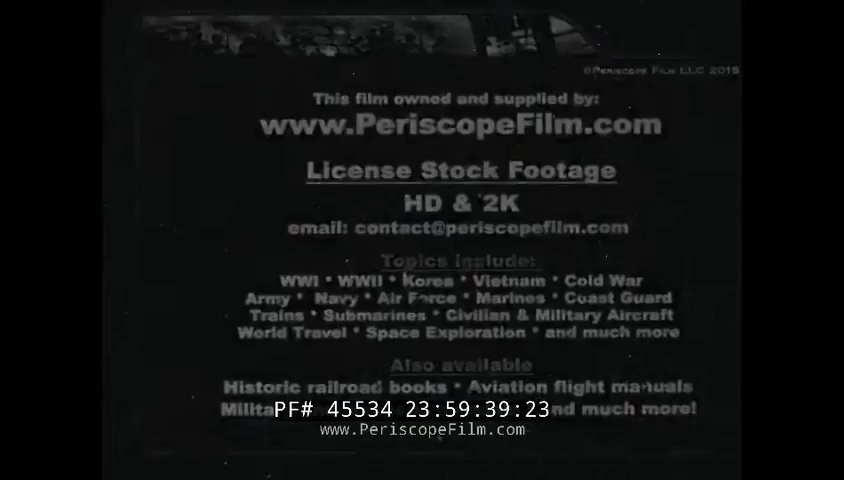 ©Periscope Film LLC 2015
This film owned and supplied by:
www.PeriscopeFilm.com
License Stock Footage
HD & 2K
email: contact@periscopefilm.com
Topics include:
WWI * WWII * Korea * Vietnam * Cold War
Army * Navy * Air Force * Marines * Coast Guard
Trains * Submarines * Civilian & Military Aircraft
World Travel * Space Exploration * and much more
Also available
Historic railroad books * Aviation flight manuals
and much more!
PF# 45534 23:59:39:23
www.PeriscopeFilm.com